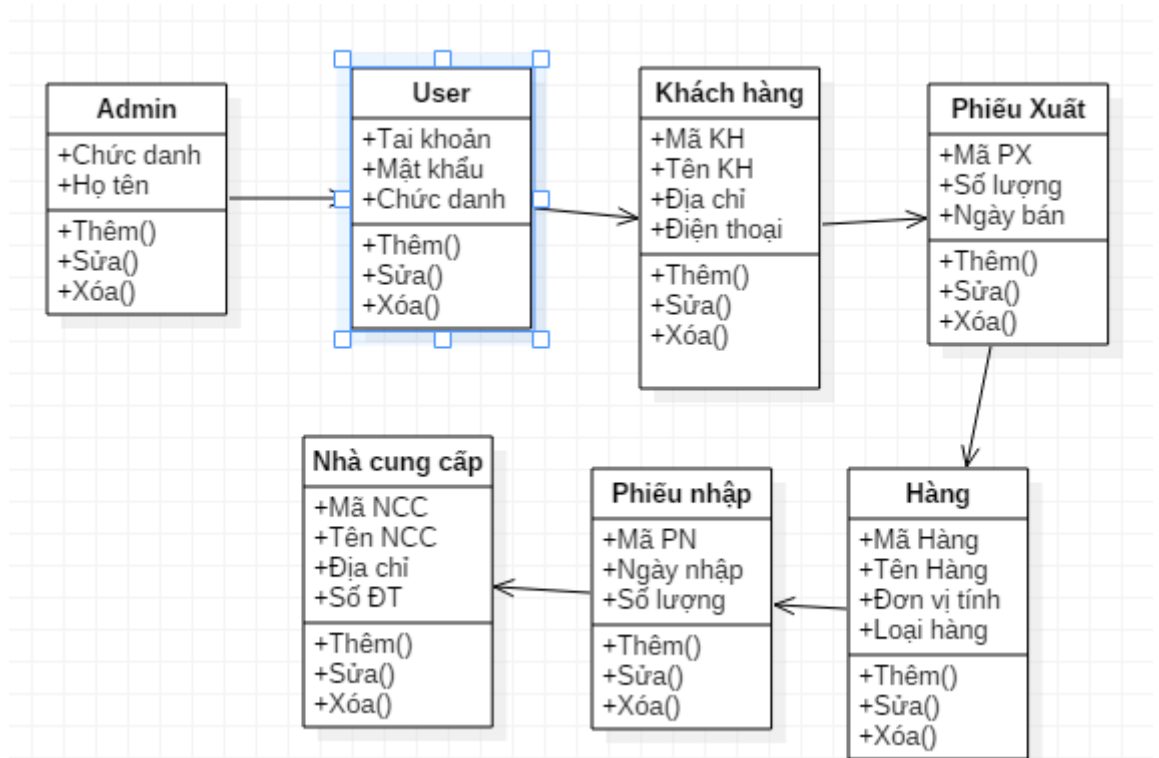 Admin
+Chức danh
+Họ tên
+Thêm()
+Sửa()
+Xóa()
User
+Tai khoản
+Mật khẩu
+Chức danh
+Thêm()
+Sửa()
+Xóa()
Khách hàng
+Mã KH
+Tên KH
+Địa chỉ
+Điện thoại
+Thêm()
+Sửa()
+Xóa()
Phiếu Xuất
+Mã PX
+Số lượng
+Ngày bán
+Thêm()
+Sửa()
+Xóa()
Nhà cung cấp
+Mã NCC
+Tên NCC
+Địa chỉ
+Số ĐT
+Thêm()
+Sửa()
+Xóa()
Phiếu nhập
+Mã PN
+Ngày nhập
+Số lượng
+Thêm()
+Sửa()
+Xóa()
Hàng
+Mã Hàng
+Tên Hàng
+Đơn vị tính
+Loại hàng
+Thêm()
+Sửa()
+Xóa()